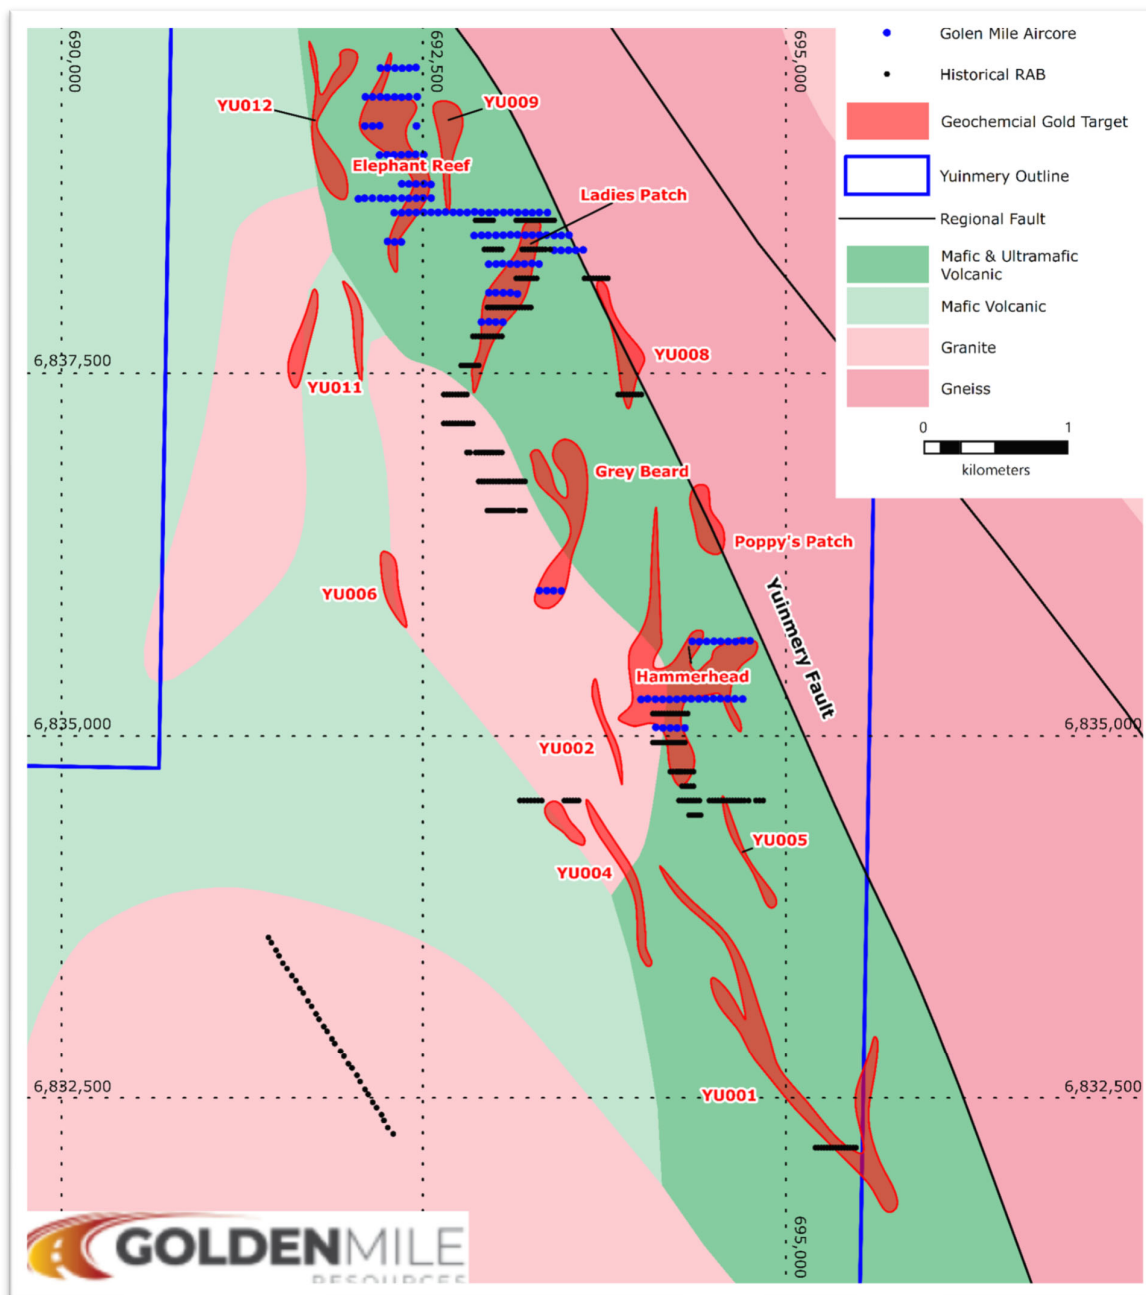 690,000
692,500
695,000
Golen Mile Aircore
Historical RAB
Geochemcial Gold Target
Yuinmery Outline
Regional Fault
Mafic & Ultramafic
Volcanic
Mafic Volcanic
Granite
Gneiss
0 1
kilometers
YU012
YU009
Elephant Reef
Ladies Patch
YU008
6,837,500
YU011
Grey Beard
Poppy's Patch
YU006
Yuinmery Fault
Hammerhead
6,835,000
6,835,000
YU002
YU005
YU004
6,832,500
6,832,500
YU001
695,000
GOLDENMILE
RESOURCES